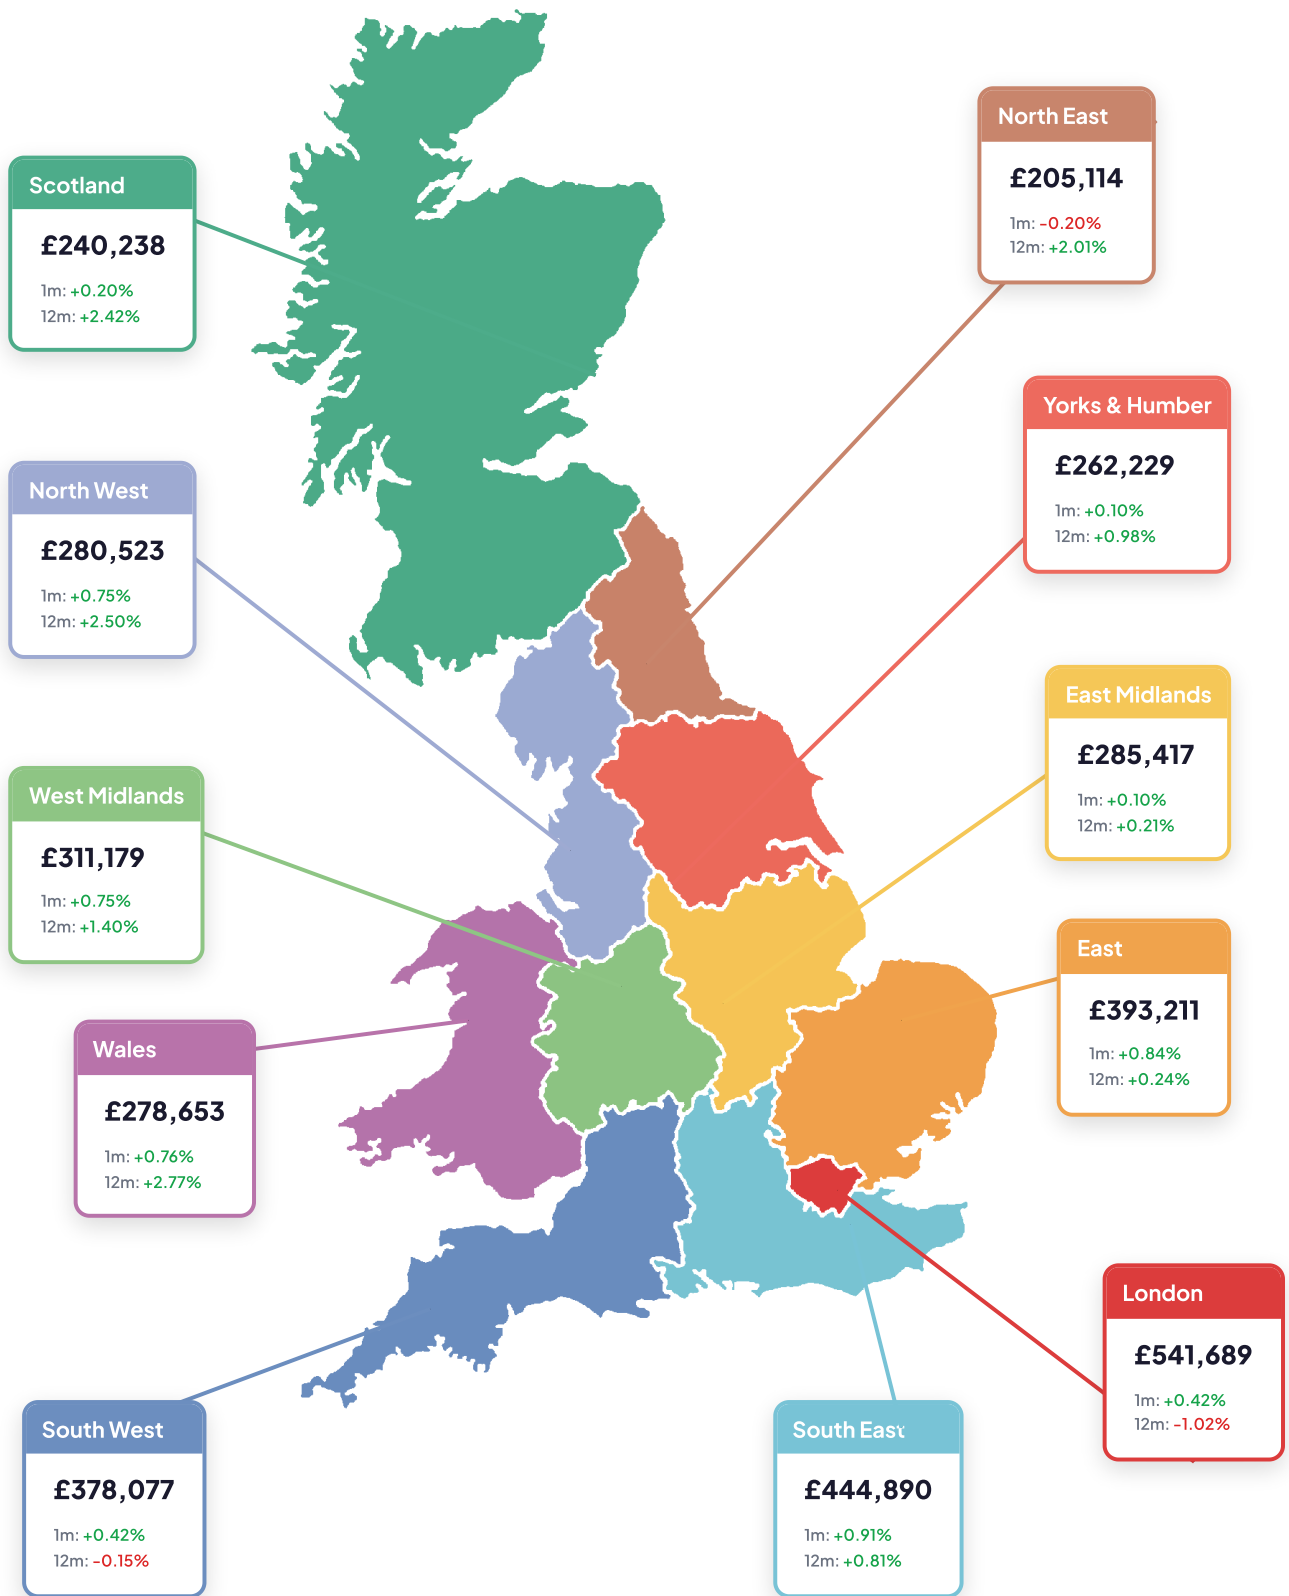 North East
£205,114
1m: -0.20%
12m: +2.01%
Scotland
£240,238
1m: +0.20%
12m: +2.42%
Yorks & Humber
£262,229
1m: +0.10%
12m: +0.98%
North West
£280,523
1m: +0.75%
12m: +2.50%
East Midlands
£285,417
1m: +0.10%
12m: +0.21%
West Midlands
£311,179
1m: +0.75%
12m: +1.40%
East
£393,211
1m: +0.84%
12m: +0.24%
Wales
£278,653
1m: +0.76%
12m: +2.77%
London
£541,689
1m: +0.42%
12m: -1.02%
South West
£378,077
1m: +0.42%
12m: -0.15%
South East
£444,890
1m: +0.91%
12m: +0.81%